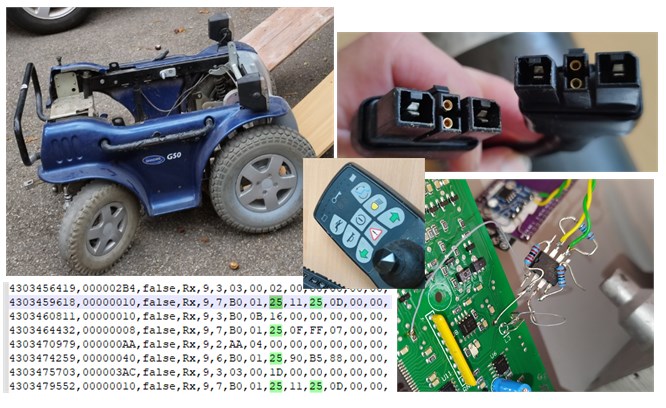 G50
4303456419,000002B4,false,Rx,9,3,03,00,02,00,00,00,00,00,
4303459618,00000010,false,Rx,9,7,B0,01,25,11,25,0D,00,00,
4303460811,00000010,false,Rx,9,3,B0,0B,16,00,00,00,00,00,
4303464432,00000008,false,Rx,9,7,B0,01,00,25,0F,FF,07,00,00,
4303470979,000000AA,false,Rx,9,2,AA,04,00,00,00,00,00,00,
4303474259,00000040,false,Rx,9,6,B0,01,25,90,B5,88,00,00,
4303475703,000003AC,false,Rx,9,3,03,00,1D,00,00,00,00,00,
4303479552,00000010,false,Rx,9,7,B0,01,25,11,25,0D,00,00,